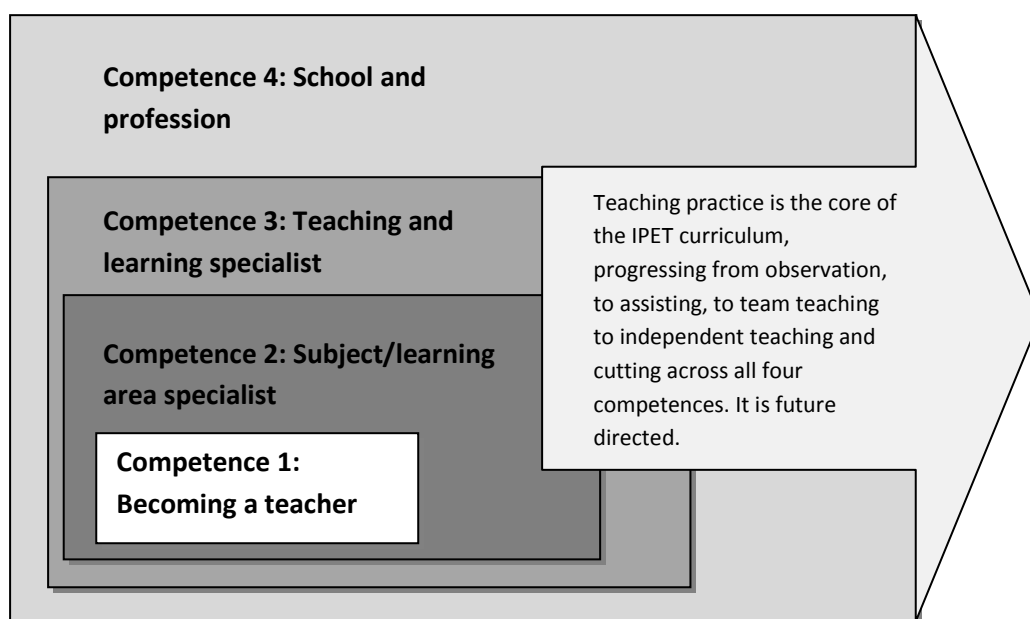 Competence 4: School and
profession
Competence 3: Teaching and
learning specialist
Competence 2: Subject/learning
area specialist
Competence 1:
Becoming a teacher
Teaching practice is the core of
the IPET curriculum,
progressing from observation,
to assisting, to team teaching
to independent teaching and
cutting across all four
competences. It is future
directed.